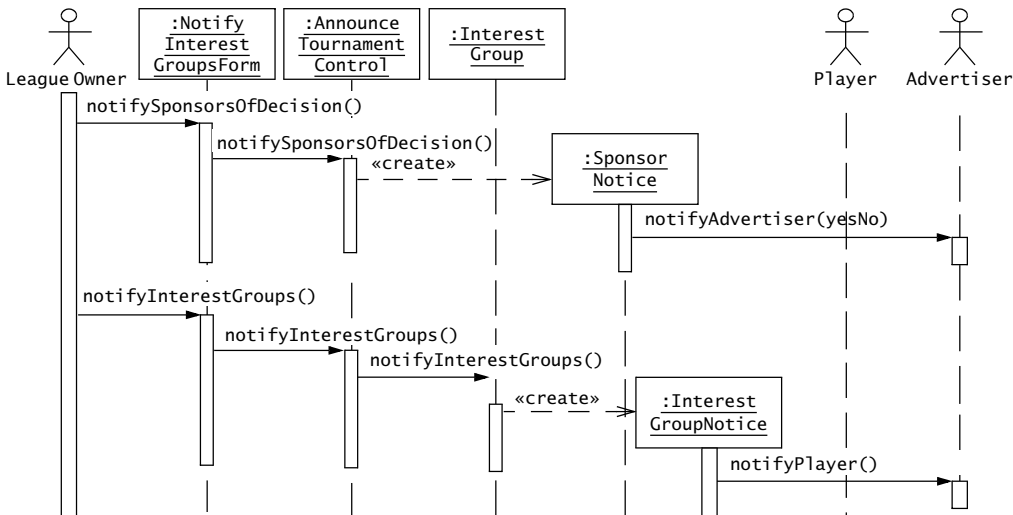 :Notify
Interest
GroupsForm
:Announce
Tournament
Control
:Interest
Group
League Owner
Player
Advertiser
notifySponsorsOfDecision()
notifySponsorsOfDecision()
«create»
:Sponsor
Notice
notifyAdvertiser(yesNo)
notifyInterestGroups()
notifyInterestGroups()
notifyInterestGroups()
«create»
:Interest
GroupNotice
notifyPlayer()